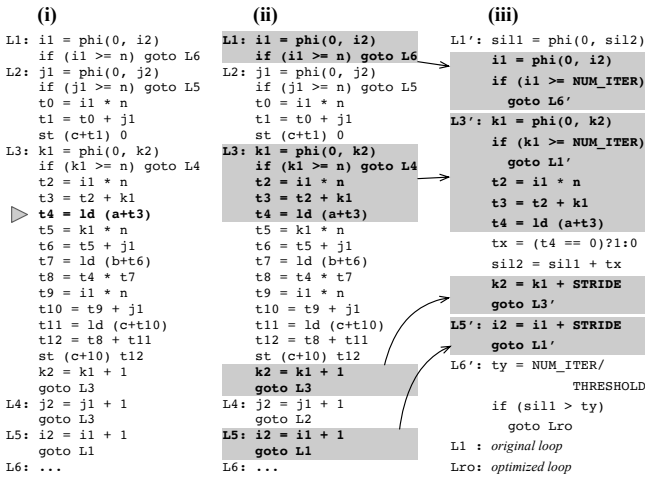 (i)
L1: i1 = phi(0, i2)
if (i1 >= n) goto L6
L2: j1 = phi(0, j2)
if (j1 >= n) goto L5
t0 = i1 * n
t1 = t0 + j1
st (c+t1) 0
L3: k1 = phi(0, k2)
if (k1 >= n) goto L4
t2 = i1 * n
t3 = t2 + k1
t4 = ld (a+t3)
t5 = k1 * n
t6 = t5 + j1
t7 = ld (b+t6)
t8 = t4 * t7
t9 = i1 * n
t10 = t9 + j1
t11 = ld (c+t10)
t12 = t8 + t11
st (c+10) t12
k2 = k1 + 1
goto L3
L4: j2 = j1 + 1
goto L3
L5: i2 = i1 + 1
goto L1
L6: ...
(ii)
L1: i1 = phi(0, i2)
if (i1 >= n) goto L6
L2: j1 = phi(0, j2)
if (j1 >= n) goto L5
t0 = i1 * n
t1 = t0 + j1
st (c+t1) 0
L3: k1 = phi(0, k2)
if (k1 >= n) goto L4
t2 = i1 * n
t3 = t2 + k1
t4 = ld (a+t3)
t5 = k1 * n
t6 = t5 + j1
t7 = ld (b+t6)
t8 = t4 * t7
t9 = i1 * n
t10 = t9 + j1
t11 = ld (c+t10)
t12 = t8 + t11
st (c+10) t12
k2 = k1 + 1
goto L3
L4: j2 = j1 + 1
goto L2
L5: i2 = i1 + 1
goto L1
L6: ...
(iii)
L1’: sil1 = phi(0, sil2)
i1 = phi(0, i2)
if (i1 >= NUM_ITER)
goto L6’
L3’: k1 = phi(0, k2)
if (k1 >= NUM_ITER)
goto L1’
t2 = i1 * n
t3 = t2 + k1
t4 = ld (a+t3)
tx = (t4 == 0)?1:0
sil2 = sil1 + tx
k2 = k1 + STRIDE
goto L3’
L5’: i2 = i1 + STRIDE
goto L1’
L6’: ty = NUM_ITER/
THRESHOLD
if (sil1 > ty)
goto Lro
L1 : original loop
Lro: optimized loop